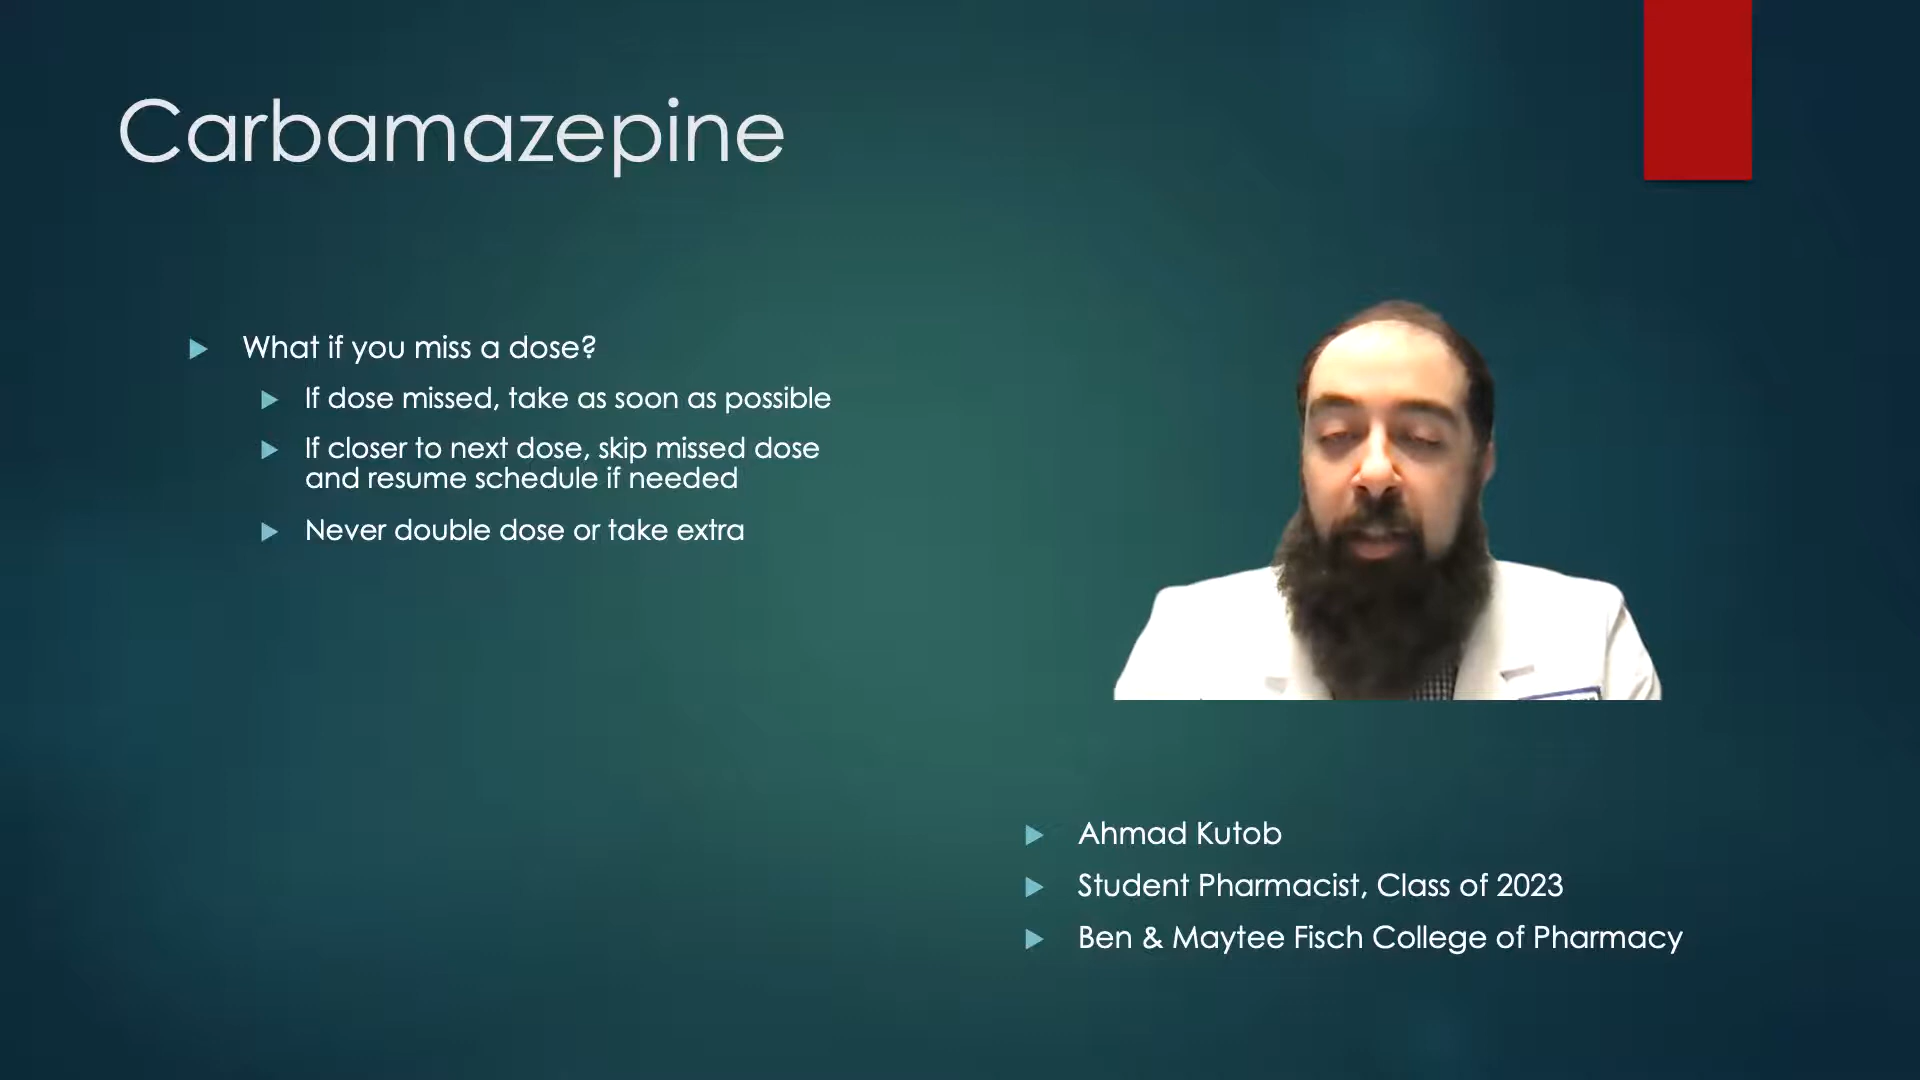 Carbamazepine
What if you miss a dose?
If dose missed, take as soon as possible
If closer to next dose, skip missed dose
and resume schedule if needed
Never double dose or take extra
Ahmad Kutob
Student Pharmacist, Class of 2023
Ben & Maytee Fisch College of Pharmacy